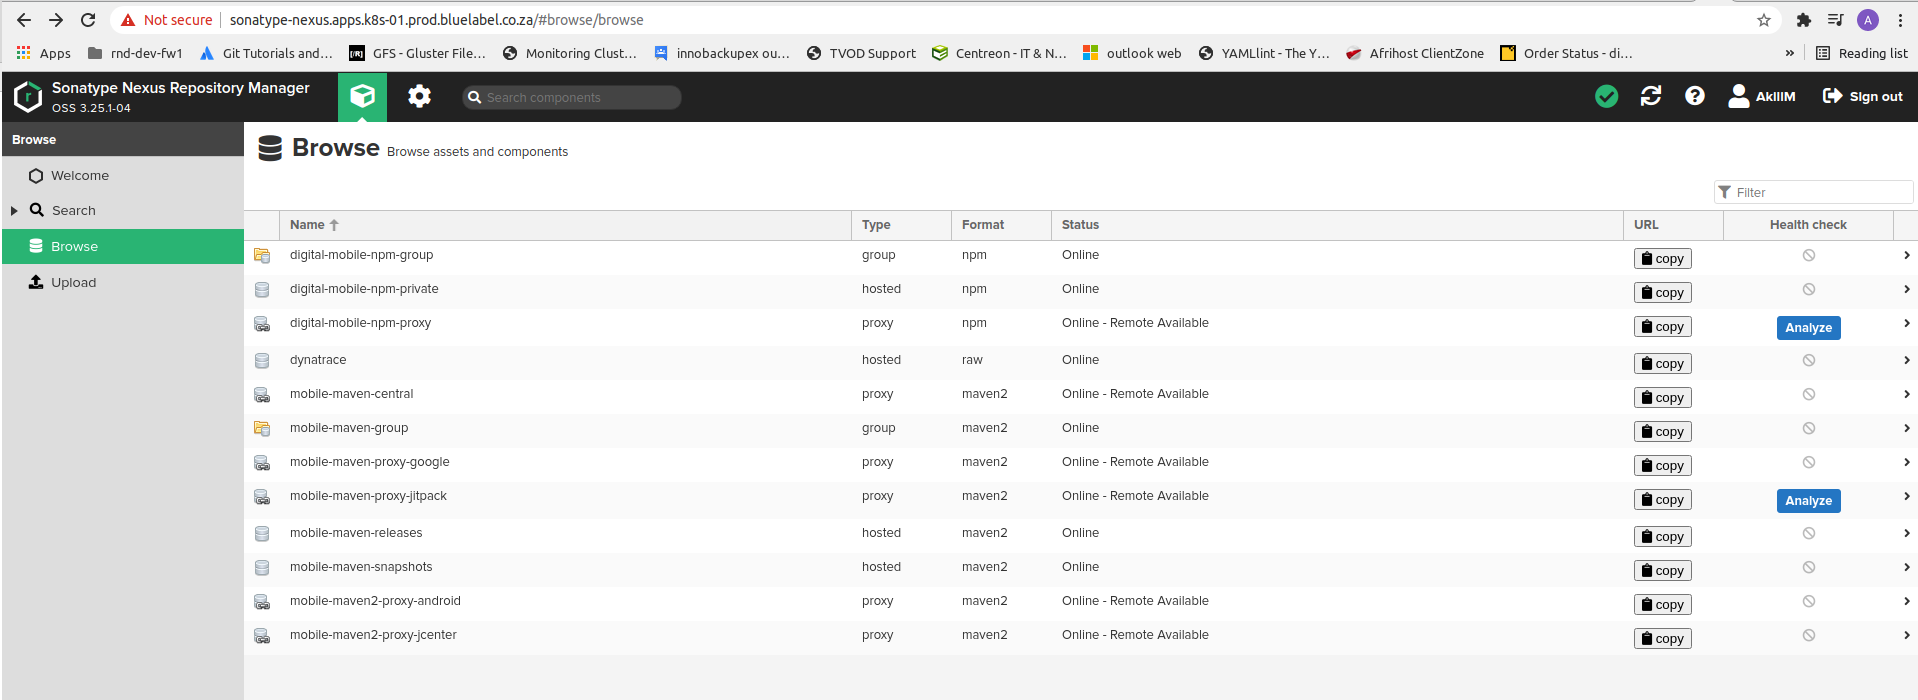 Not secure sonatype-nexus.apps.k8s-01.prod.bluelabel.co.za/#browse/browse A
Apps rnd-dev-fw1 Git Tutorials and... GFS - Gluster File... Monitoring Clust... innobackupex ou... TVOD Support Centreon - IT & N... outlook web YAMLlint - The Y... Afrihost ClientZone Order Status - di... » Reading list
Sonatype Nexus Repository Manager
OSS 3.25.1-04
Search components
AkilIM Sign out
Browse
Welcome
Search
Browse
Upload
Browse Browse assets and components
Filter
Name Type Format Status URL Health check
digital-mobile-npm-group group npm Online copy
digital-mobile-npm-private hosted npm Online copy
digital-mobile-npm-proxy proxy npm Online - Remote Available copy Analyze
dynatrace hosted raw Online copy
mobile-maven-central proxy maven2 Online - Remote Available copy
mobile-maven-group group maven2 Online copy
mobile-maven-proxy-google proxy maven2 Online - Remote Available copy
mobile-maven-proxy-jitpack proxy maven2 Online - Remote Available copy Analyze
mobile-maven-releases hosted maven2 Online copy
mobile-maven-snapshots hosted maven2 Online copy
mobile-maven2-proxy-android proxy maven2 Online - Remote Available copy
mobile-maven2-proxy-jcenter proxy maven2 Online - Remote Available copy